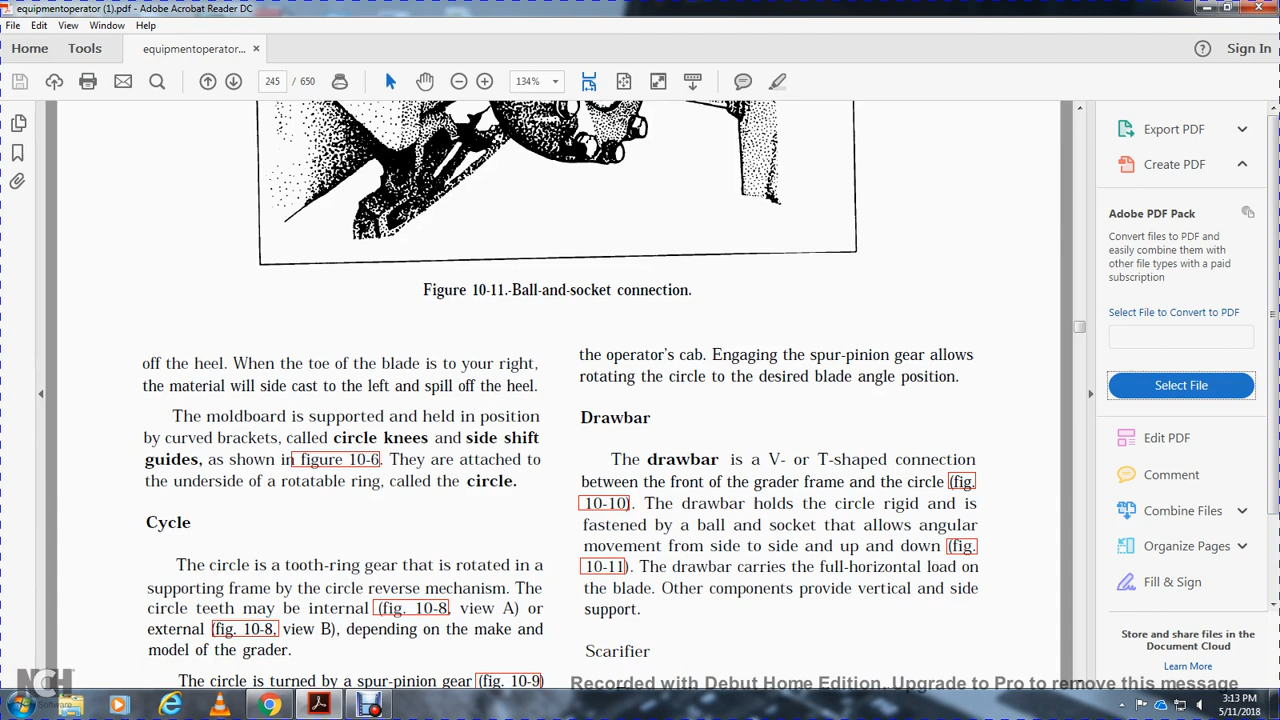 equipmentoperator (1).pdf - Adobe Acrobat Reader DC
File Edit View Window Help
Home Tools equipmentoperator... × Sign In
245 / 650 134%
Figure 10-11.-Ball-and-socket connection.
off the heel. When the toe of the blade is to your right,
the material will side cast to the left and spill off the heel.
The moldboard is supported and held in position
by curved brackets, called circle knees and side shift
guides, as shown in figure 10-6. They are attached to
the underside of a rotatable ring, called the circle.
Cycle
The circle is a tooth-ring gear that is rotated in a
supporting frame by the circle reverse mechanism. The
circle teeth may be internal (fig. 10-8, view A) or
external (fig. 10-8, view B), depending on the make and
model of the grader.
The circle is turned by a spur-pinion gear (fig. 10-9)
the operator's cab. Engaging the spur-pinion gear allows
rotating the circle to the desired blade angle position.
Drawbar
The drawbar is a V- or T-shaped connection
between the front of the grader frame and the circle (fig.
10-10). The drawbar holds the circle rigid and is
fastened by a ball and socket that allows angular
movement from side to side and up and down (fig.
10-11). The drawbar carries the full-horizontal load on
the blade. Other components provide vertical and side
support.
Scarifier
Export PDF
Create PDF
Adobe PDF Pack
Convert files to PDF and
easily combine them with
other file types with a paid
subscription
Select File to Convert to PDF
Select File
Edit PDF
Comment
Combine Files
Organize Pages
Fill & Sign
Store and share files in the
Document Cloud
Learn More
NCH
Software
Recorded with Debut Home Edition. Upgrade to Pro to remove this message
3:13 PM
5/11/2018